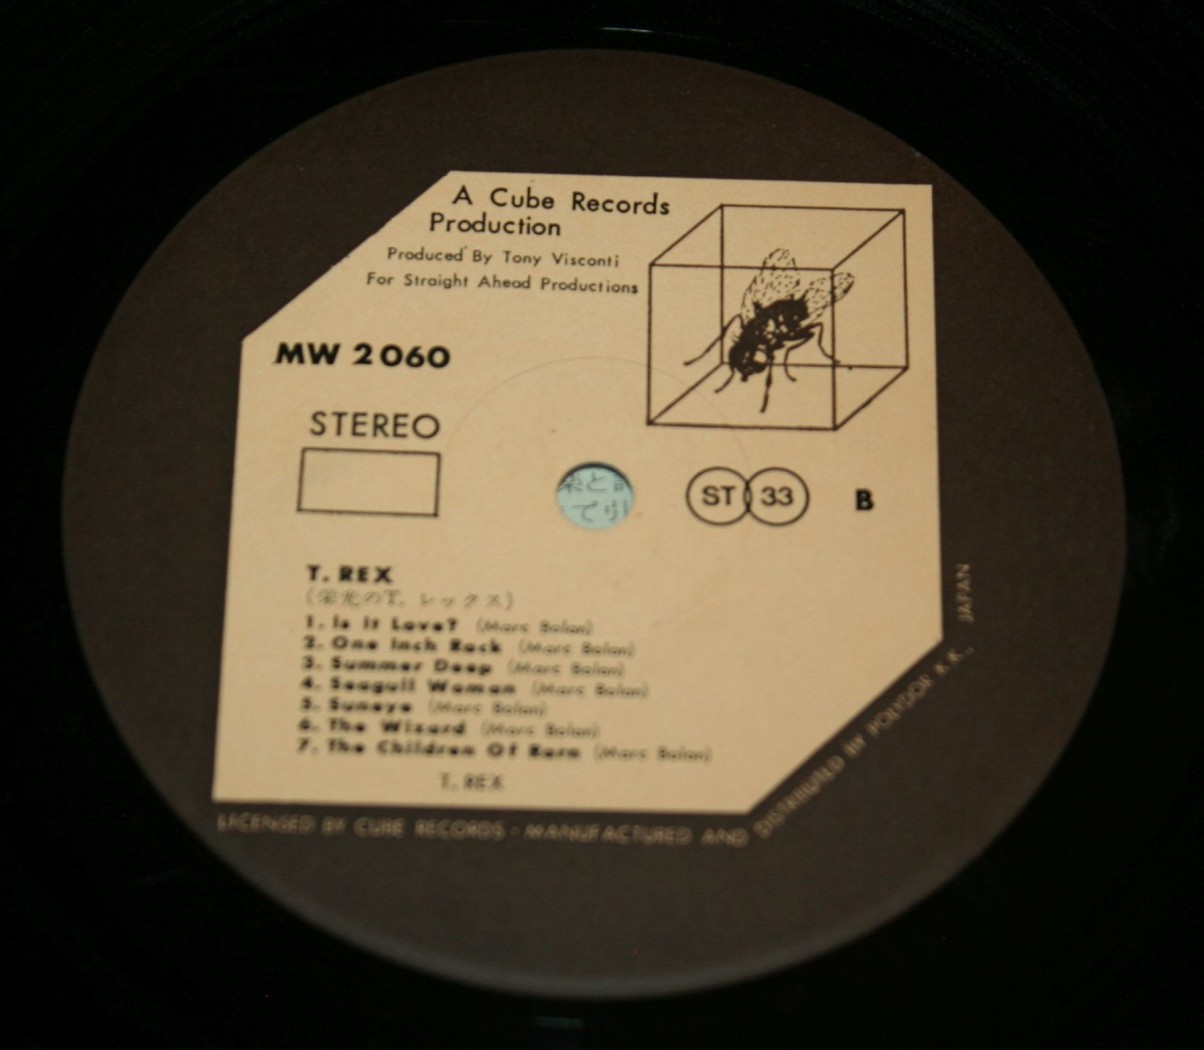 A Cube Records
Production
Produced By Tony Visconti
For Straight Ahead Productions
MW 2060
STEREO
ST 33 B
T. REX
(栄光のT. レックス)
1. Is It Love? (Marc Bolan)
2. One Inch Rock (Marc Bolan)
3. Summer Deep (Marc Bolan)
4. Seagull Woman (Marc Bolan)
5. Suneye (Marc Bolan)
6. The Wizard (Marc Bolan)
7. The Children Of Rarn (Marc Bolan)
T. REX
LICENSED BY CUBE RECORDS · MANUFACTURED AND DISTRIBUTED BY POLYDOR K.K., JAPAN